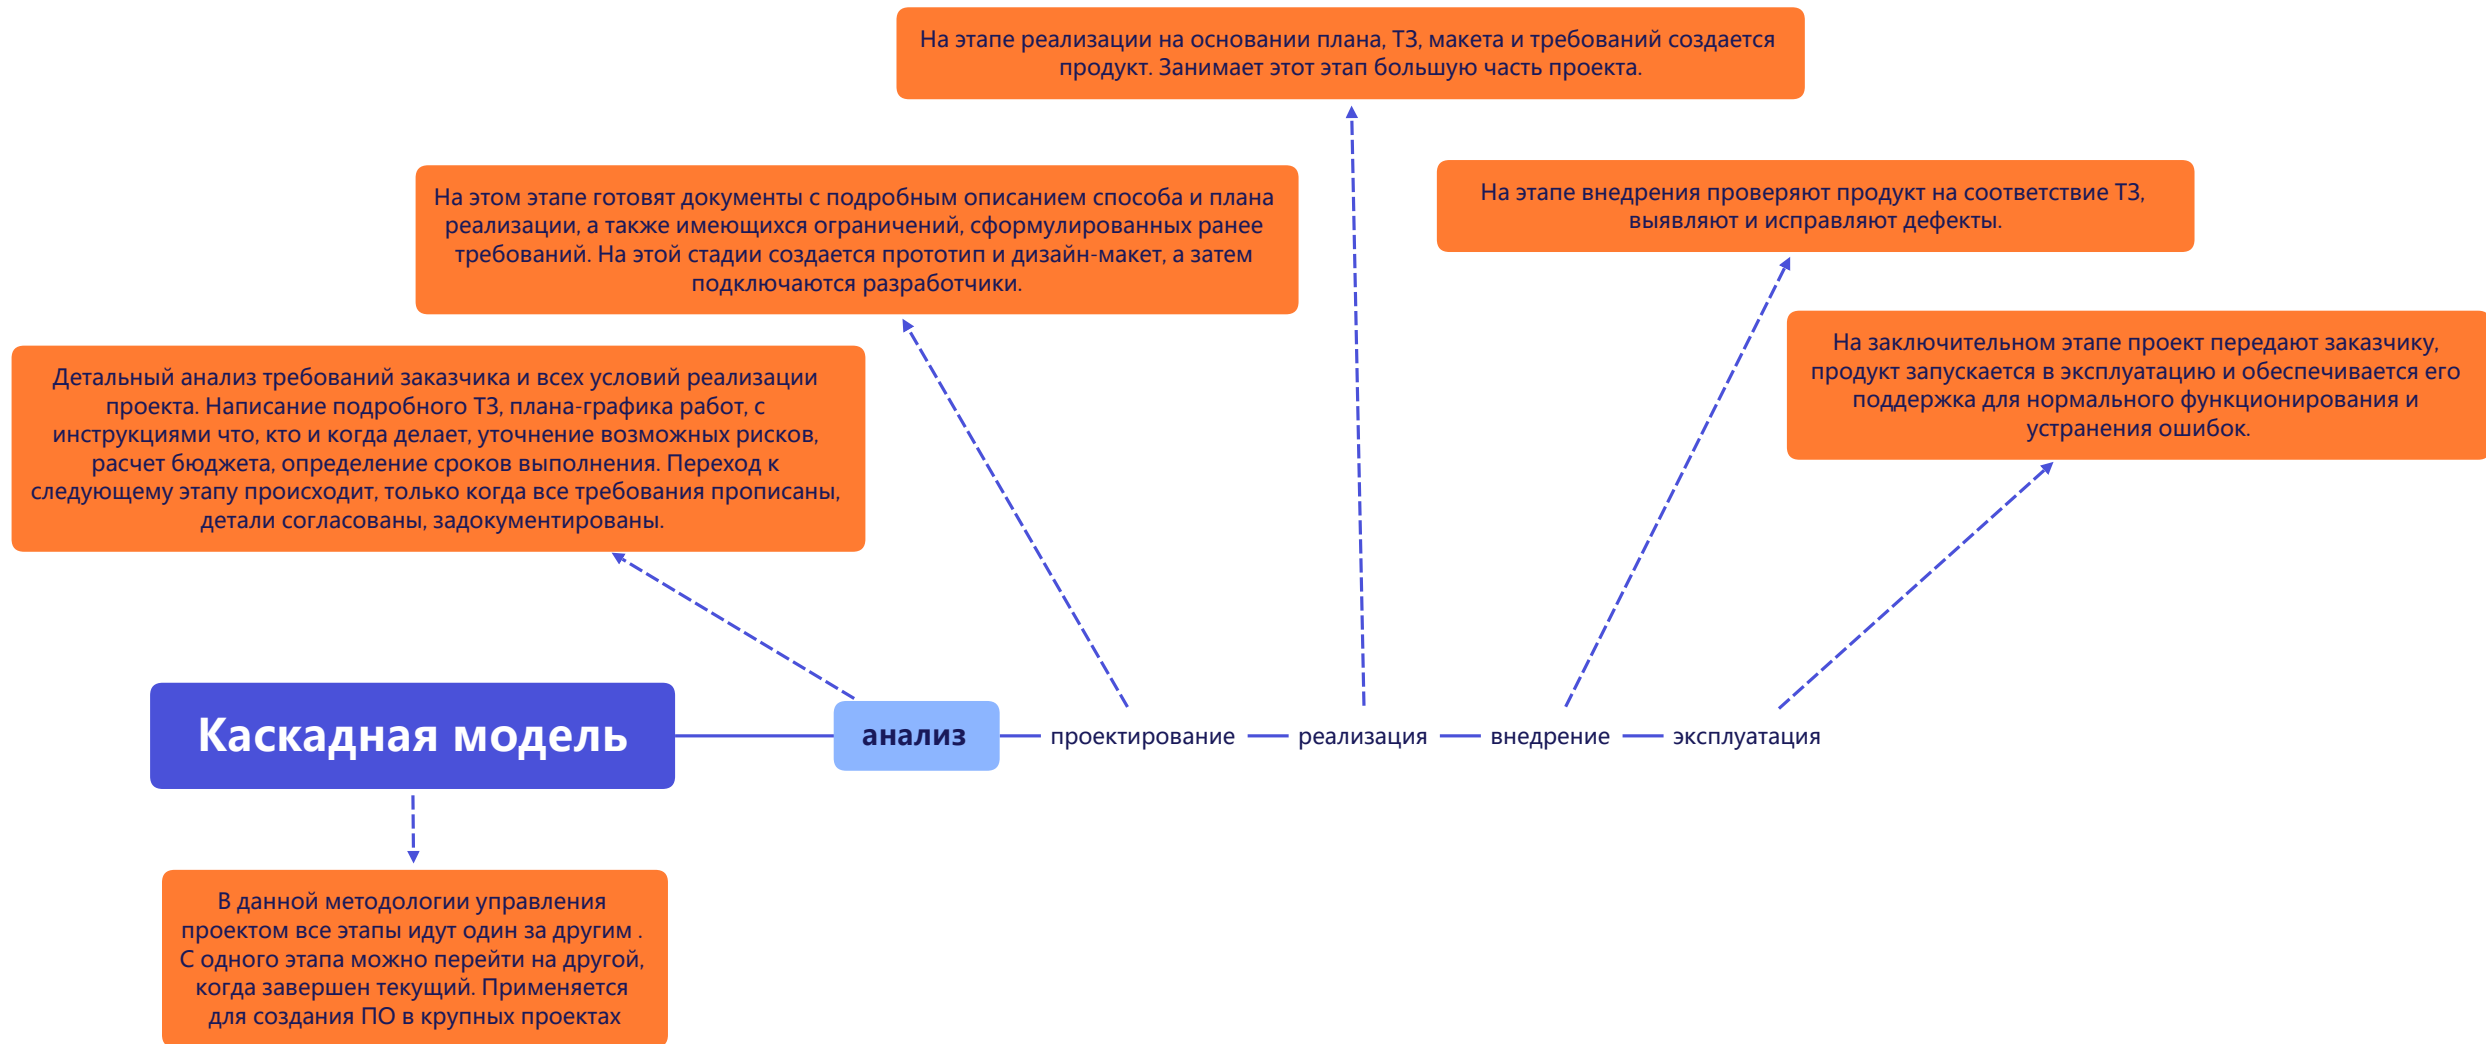 На этапе реализации на основании плана, ТЗ, макета и требований создается
продукт. Занимает этот этап большую часть проекта.
На этом этапе готовят документы с подробным описанием способа и плана
реализации, а также имеющихся ограничений, сформулированных ранее
требований. На этой стадии создается прототип и дизайн-макет, а затем
подключаются разработчики.
На этапе внедрения проверяют продукт на соответствие ТЗ,
выявляют и исправляют дефекты.
На заключительном этапе проект передают заказчику,
продукт запускается в эксплуатацию и обеспечивается его
поддержка для нормального функционирования и
устранения ошибок.
Детальный анализ требований заказчика и всех условий реализации
проекта. Написание подробного ТЗ, плана-графика работ, с
инструкциями что, кто и когда делает, уточнение возможных рисков,
расчет бюджета, определение сроков выполнения. Переход к
следующему этапу происходит, только когда все требования прописаны,
детали согласованы, задокументированы.
Каскадная модель
анализ
проектирование
реализация
внедрение
эксплуатация
В данной методологии управления
проектом все этапы идут один за другим .
С одного этапа можно перейти на другой,
когда завершен текущий. Применяется
для создания ПО в крупных проектах